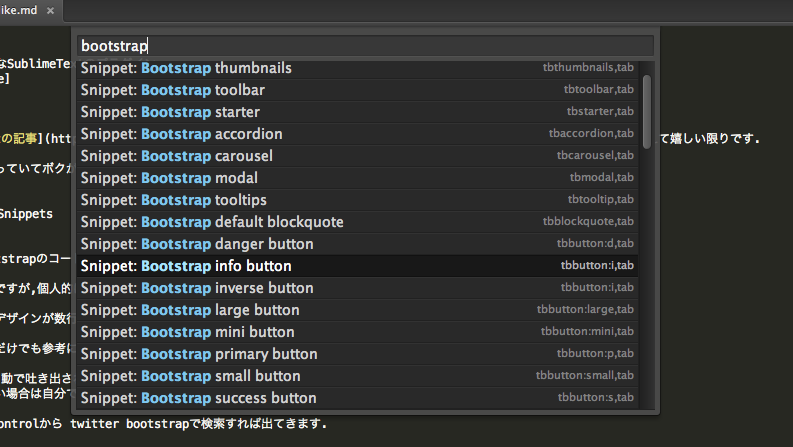 ike.md ×
bootstrap
Snippet: Bootstrap thumbnails tbthumbnails,tab
Snippet: Bootstrap toolbar tbtoolbar,tab
Snippet: Bootstrap starter tbstarter,tab
Snippet: Bootstrap accordion tbaccordion,tab
Snippet: Bootstrap carousel tbcarousel,tab
Snippet: Bootstrap modal tbmodal,tab
Snippet: Bootstrap tooltips tbtooltip,tab
Snippet: Bootstrap default blockquote tbblockquote,tab
Snippet: Bootstrap danger button tbbutton:d,tab
Snippet: Bootstrap info button tbbutton:i,tab
Snippet: Bootstrap inverse button tbbutton:i,tab
Snippet: Bootstrap large button tbbutton:large,tab
Snippet: Bootstrap mini button tbbutton:mini,tab
Snippet: Bootstrap primary button tbbutton:p,tab
Snippet: Bootstrap small button tbbutton:small,tab
Snippet: Bootstrap success button tbbutton:s,tab
なSublimeTex
e]
の記事](htt て嬉しい限りです.
っていてボクが
Snippets
tstrapのコー
ですが,個人的
デザインが数行
だけでも参考に
動で吐き出さ
い場合は自分で
ontrolから twitter bootstrapで検索すれば出てきます.